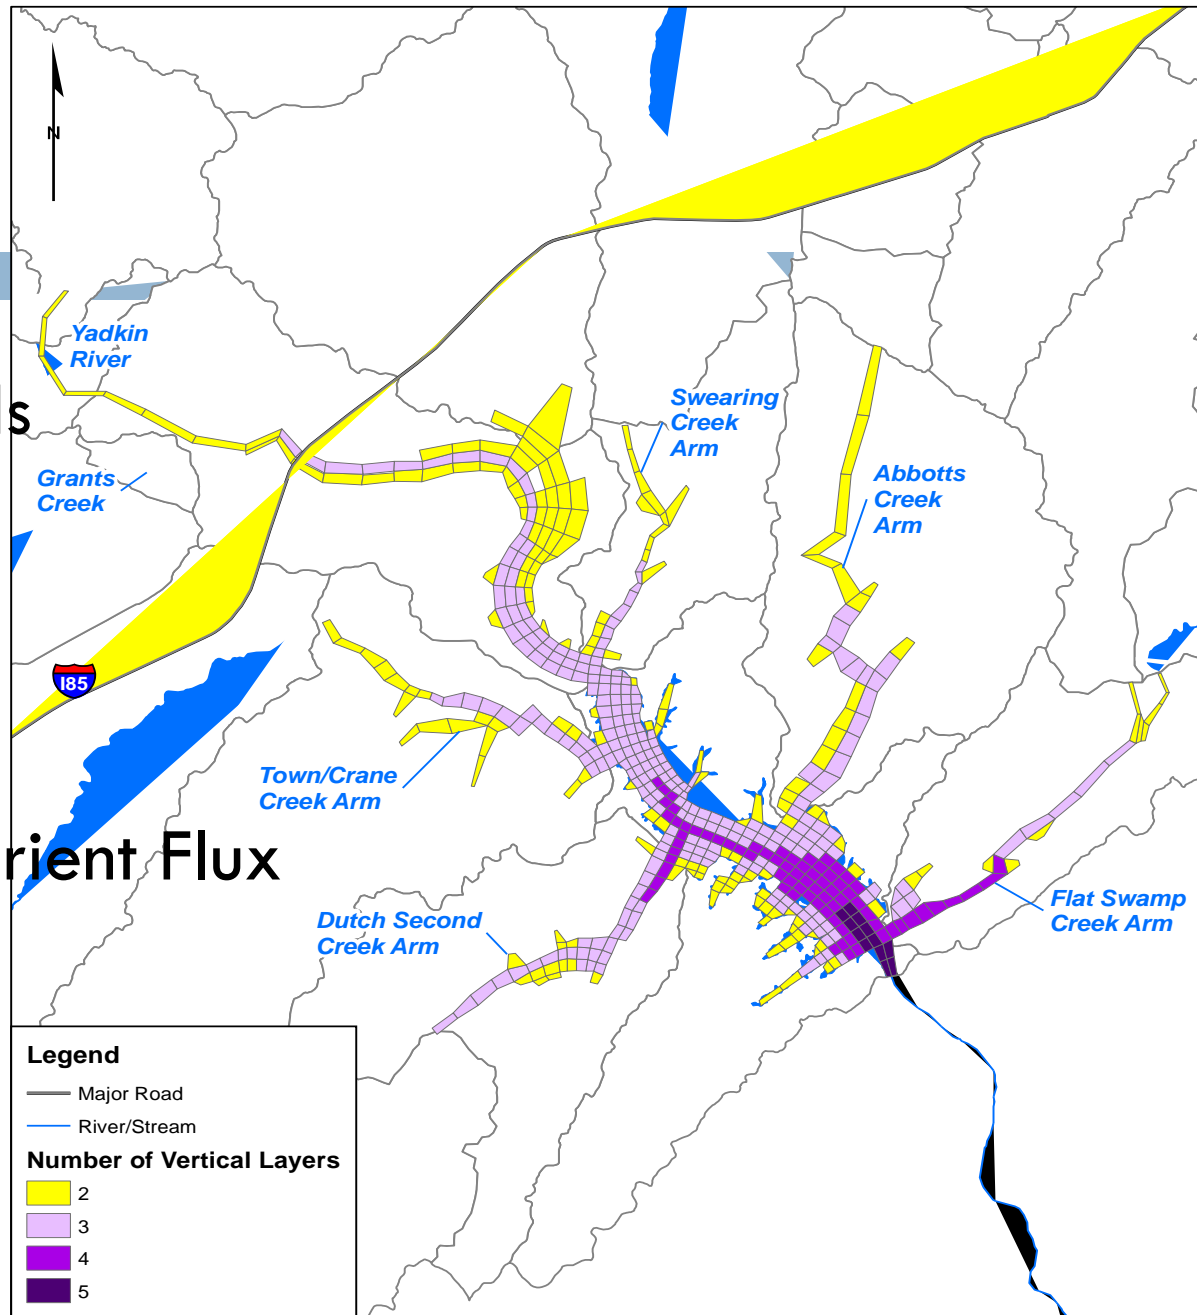 N
Yadkin
River
ls
Grants
Creek
Swearing
Creek
Arm
Abbotts
Creek
Arm
I85
Town/Crane
Creek Arm
rient Flux
Dutch Second
Creek Arm
Flat Swamp
Creek Arm
Legend
Major Road
River/Stream
Number of Vertical Layers
2
3
4
5